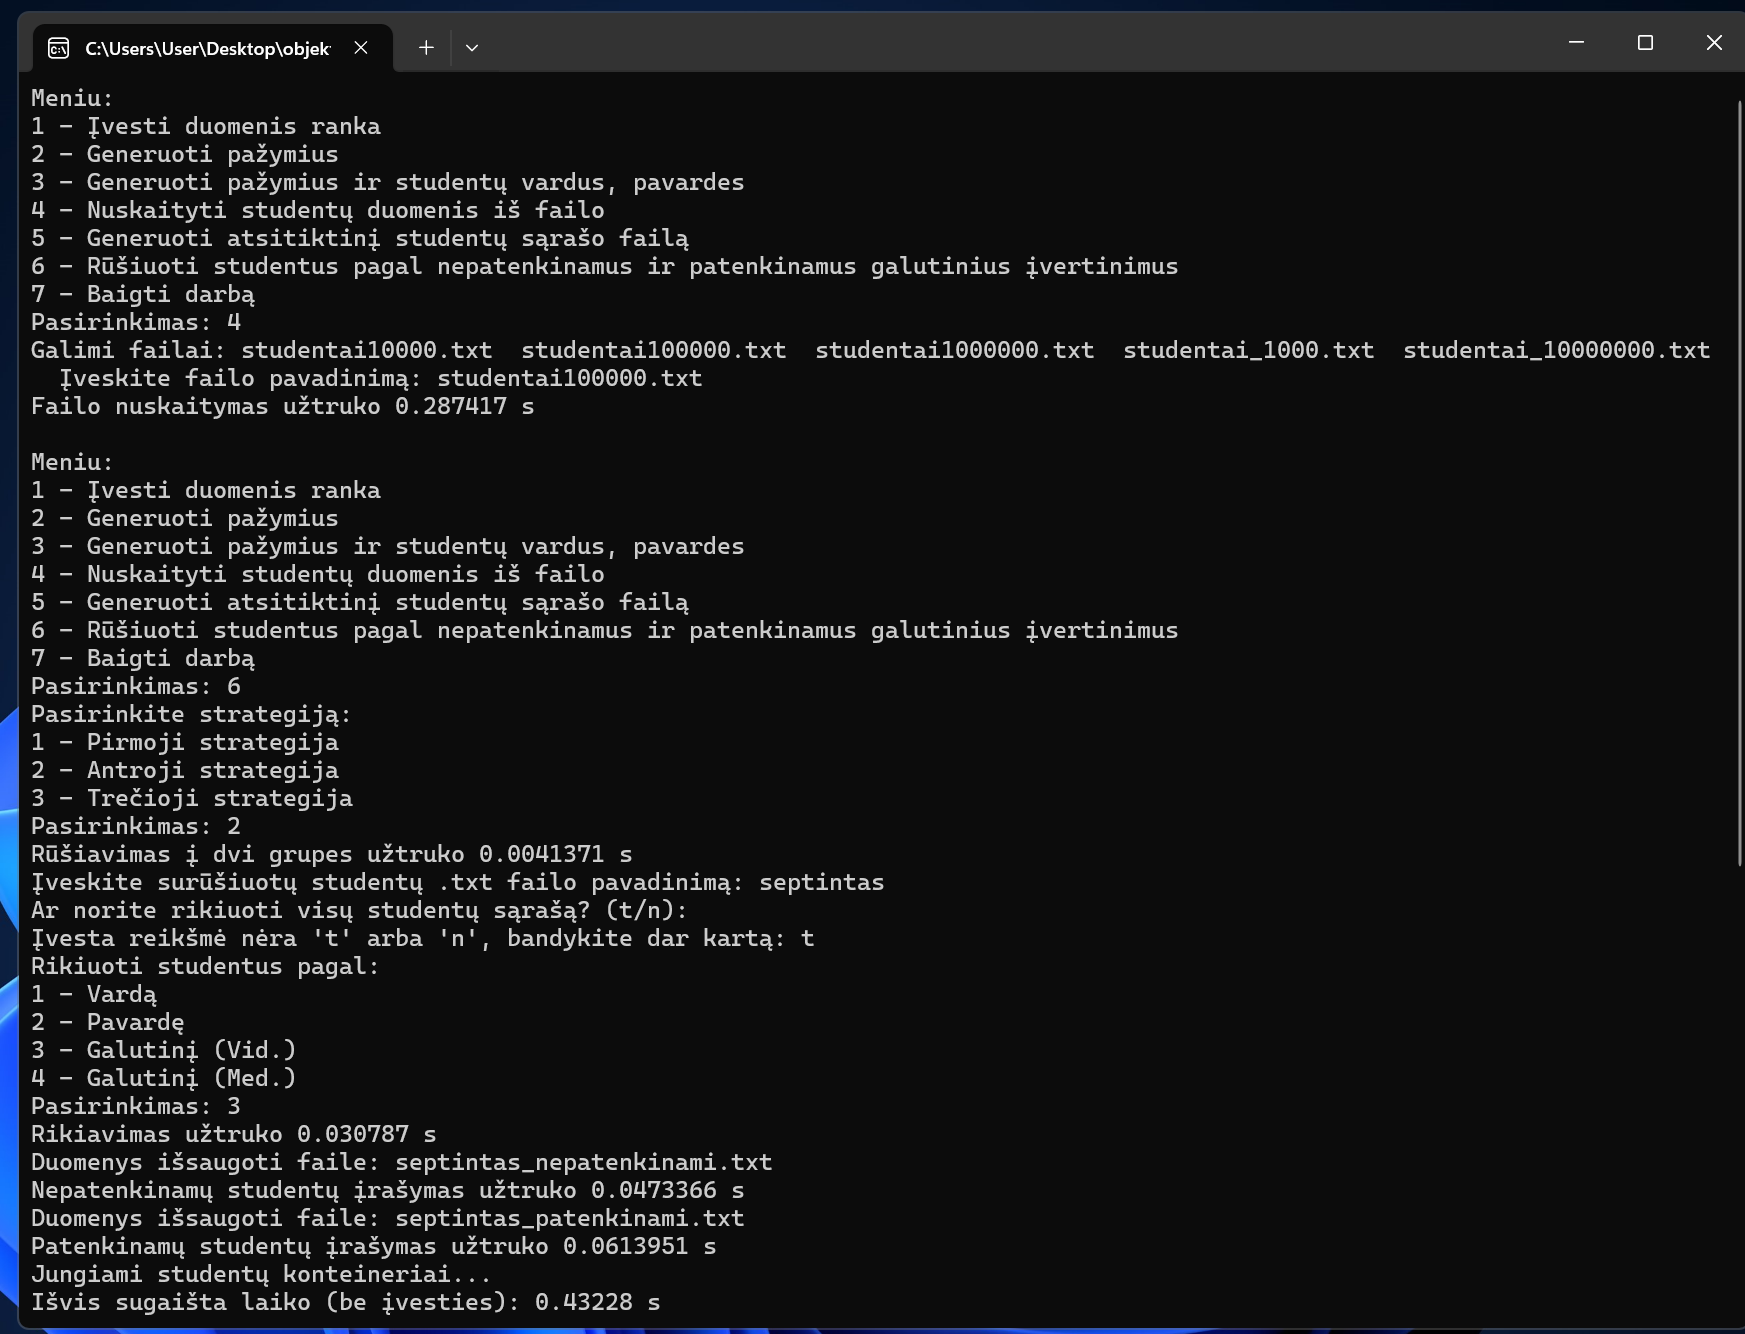 C:\Users\User\Desktop\objek
Meniu:
1 - Įvesti duomenis ranka
2 - Generuoti pažymius
3 - Generuoti pažymius ir studentų vardus, pavardes
4 - Nuskaityti studentų duomenis iš failo
5 - Generuoti atsitiktinį studentų sąrašo failą
6 - Rūšiuoti studentus pagal nepatenkinamus ir patenkinamus galutinius įvertinimus
7 - Baigti darbą
Pasirinkimas: 4
Galimi failai: studentai10000.txt  studentai100000.txt  studentai1000000.txt  studentai_1000.txt  studentai_10000000.txt
  Įveskite failo pavadinimą: studentai100000.txt
Failo nuskaitymas užtruko 0.287417 s
Meniu:
1 - Įvesti duomenis ranka
2 - Generuoti pažymius
3 - Generuoti pažymius ir studentų vardus, pavardes
4 - Nuskaityti studentų duomenis iš failo
5 - Generuoti atsitiktinį studentų sąrašo failą
6 - Rūšiuoti studentus pagal nepatenkinamus ir patenkinamus galutinius įvertinimus
7 - Baigti darbą
Pasirinkimas: 6
Pasirinkite strategiją:
1 - Pirmoji strategija
2 - Antroji strategija
3 - Trečioji strategija
Pasirinkimas: 2
Rūšiavimas į dvi grupes užtruko 0.0041371 s
Įveskite surūšiuotų studentų .txt failo pavadinimą: septintas
Ar norite rikiuoti visų studentų sąrašą? (t/n):
Įvesta reikšmė nėra 't' arba 'n', bandykite dar kartą: t
Rikiuoti studentus pagal:
1 - Vardą
2 - Pavardę
3 - Galutinį (Vid.)
4 - Galutinį (Med.)
Pasirinkimas: 3
Rikiavimas užtruko 0.030787 s
Duomenys išsaugoti faile: septintas_nepatenkinami.txt
Nepatenkinamų studentų įrašymas užtruko 0.0473366 s
Duomenys išsaugoti faile: septintas_patenkinami.txt
Patenkinamų studentų įrašymas užtruko 0.0613951 s
Jungiami studentų konteineriai...
Išvis sugaišta laiko (be įvesties): 0.43228 s